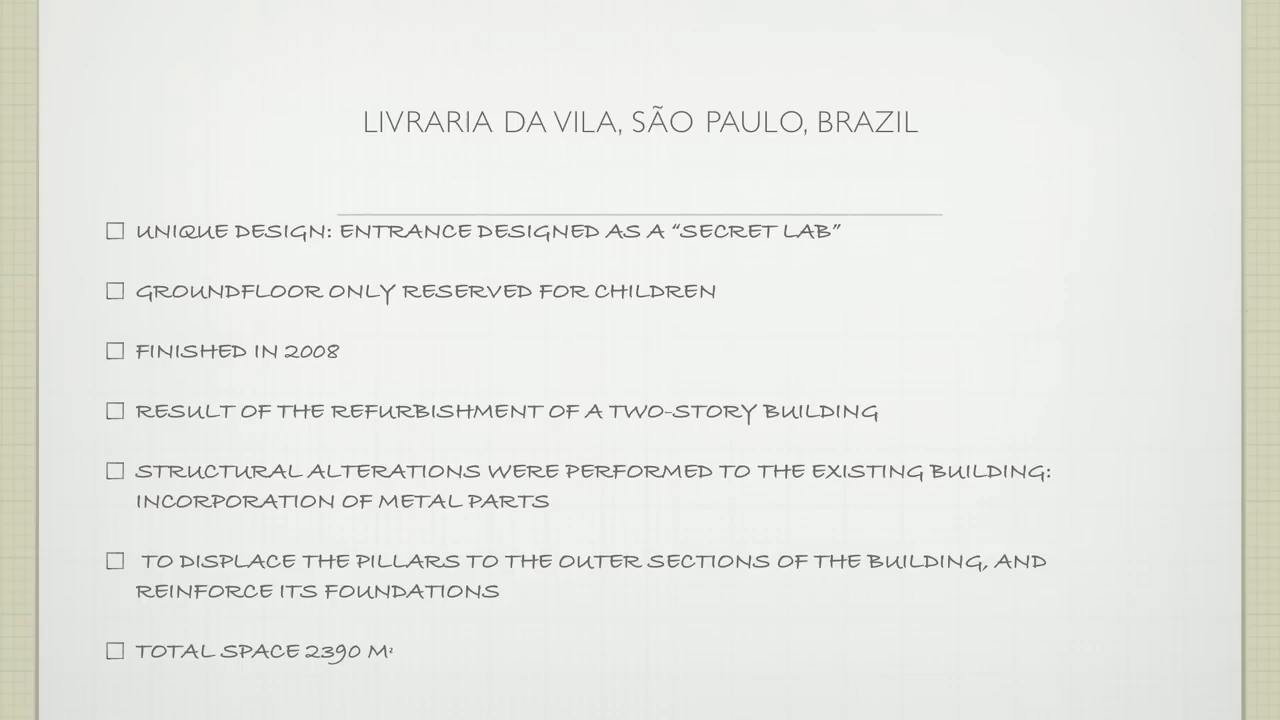 LIVRARIA DA VILA, SÃO PAULO, BRAZIL
UNIQUE DESIGN: ENTRANCE DESIGNED AS A “SECRET LAB”
GROUNDFLOOR ONLY RESERVED FOR CHILDREN
FINISHED IN 2008
RESULT OF THE REFURBISHMENT OF A TWO-STORY BUILDING
STRUCTURAL ALTERATIONS WERE PERFORMED TO THE EXISTING BUILDING:
INCORPORATION OF METAL PARTS
TO DISPLACE THE PILLARS TO THE OUTER SECTIONS OF THE BUILDING, AND
REINFORCE ITS FOUNDATIONS
TOTAL SPACE 2390 M²